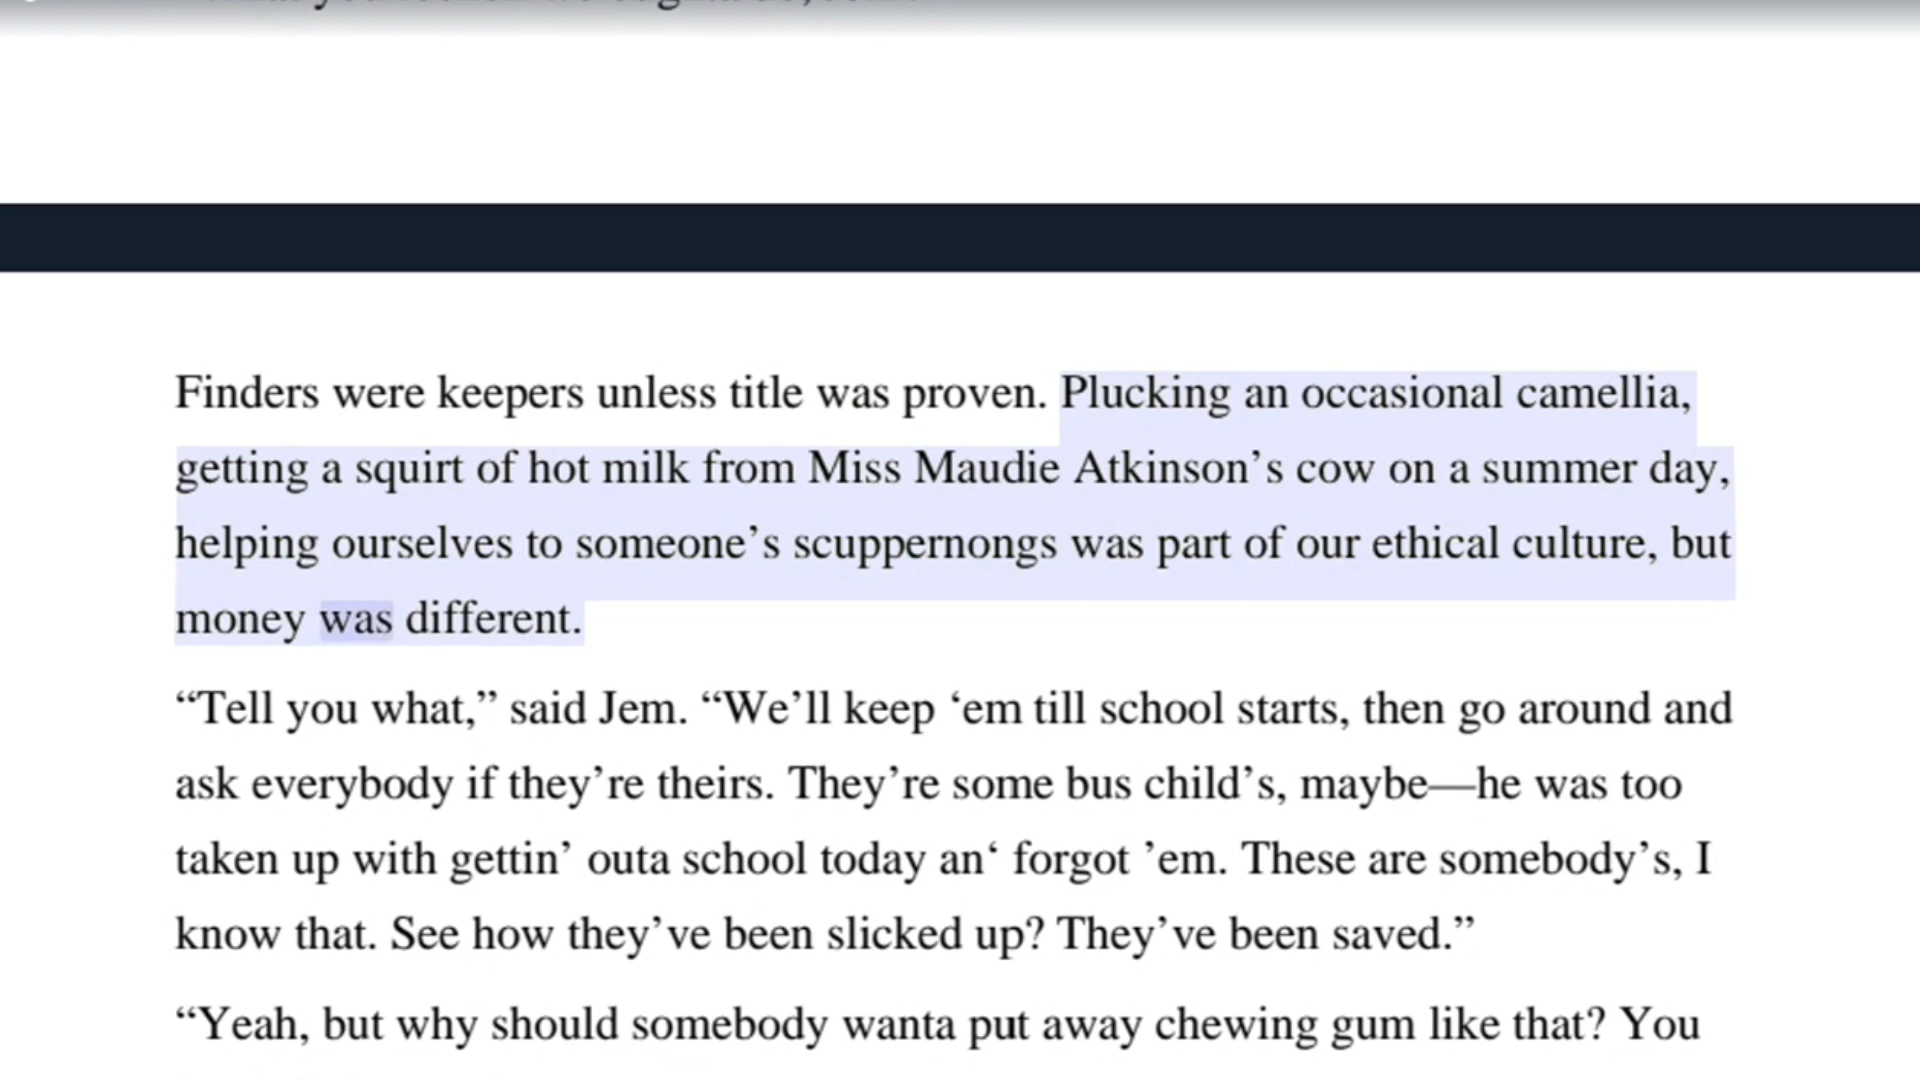 Finders were keepers unless title was proven. Plucking an occasional camellia,
getting a squirt of hot milk from Miss Maudie Atkinson’s cow on a summer day,
helping ourselves to someone’s scuppernongs was part of our ethical culture, but
money was different.
“Tell you what,” said Jem. “We’ll keep ‘em till school starts, then go around and
ask everybody if they’re theirs. They’re some bus child’s, maybe—he was too
taken up with gettin’ outa school today an‘ forgot ’em. These are somebody’s, I
know that. See how they’ve been slicked up? They’ve been saved.”
“Yeah, but why should somebody wanta put away chewing gum like that? You